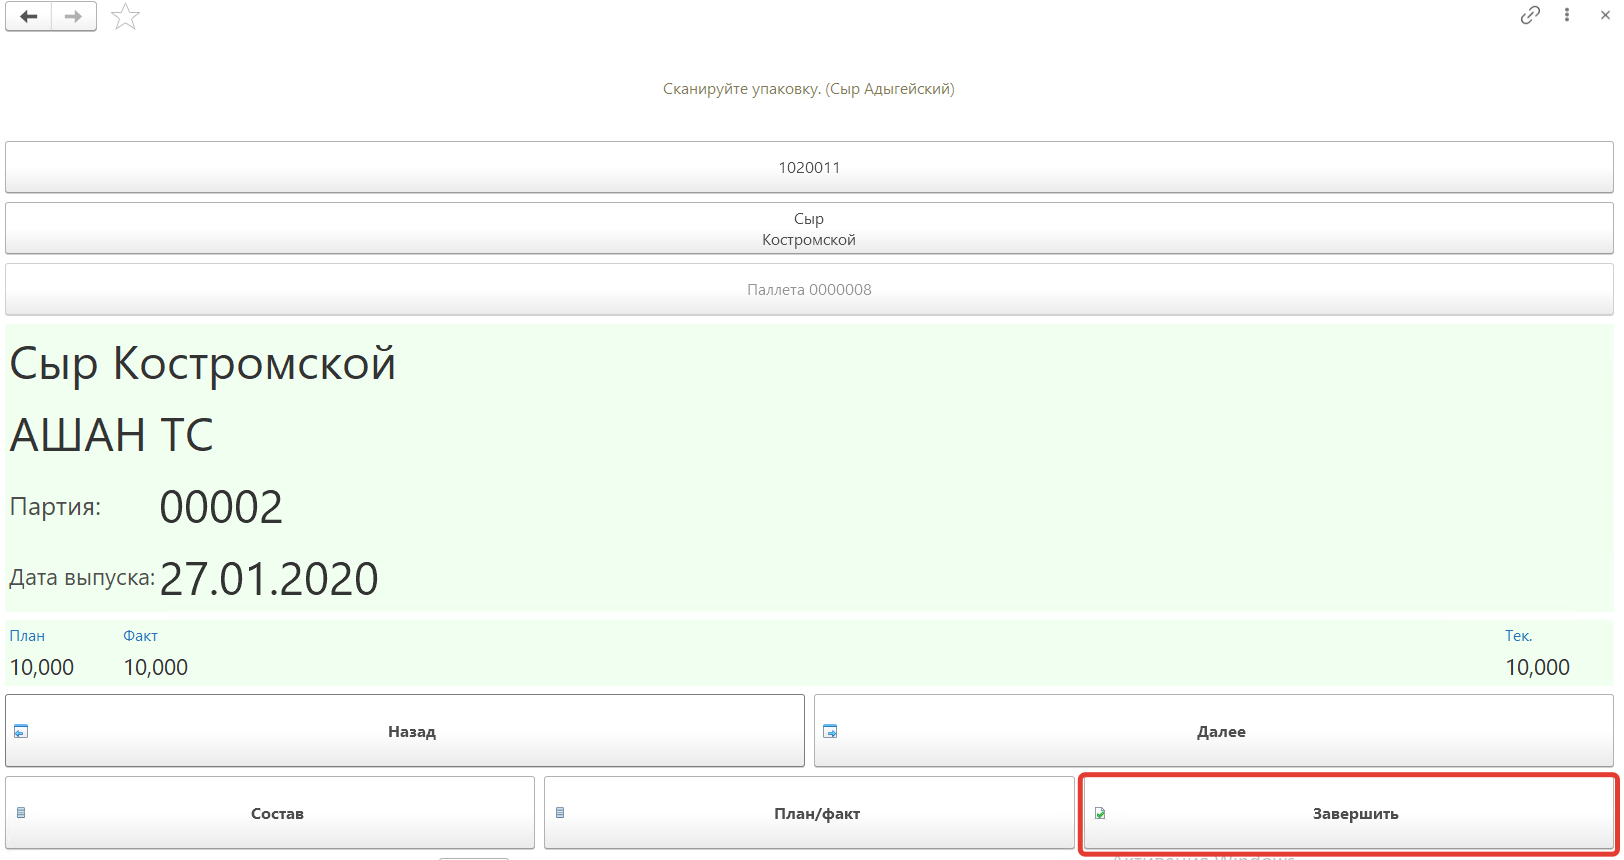 Сканируйте упаковку. (Сыр Адыгейский)
1020011
Сыр
Костромской
Паллета 0000008
Сыр Костромской
АШАН ТС
Партия: 00002
Дата выпуска: 27.01.2020
План Факт Тек.
10,000 10,000 10,000
Назад Далее
Состав План/факт Завершить